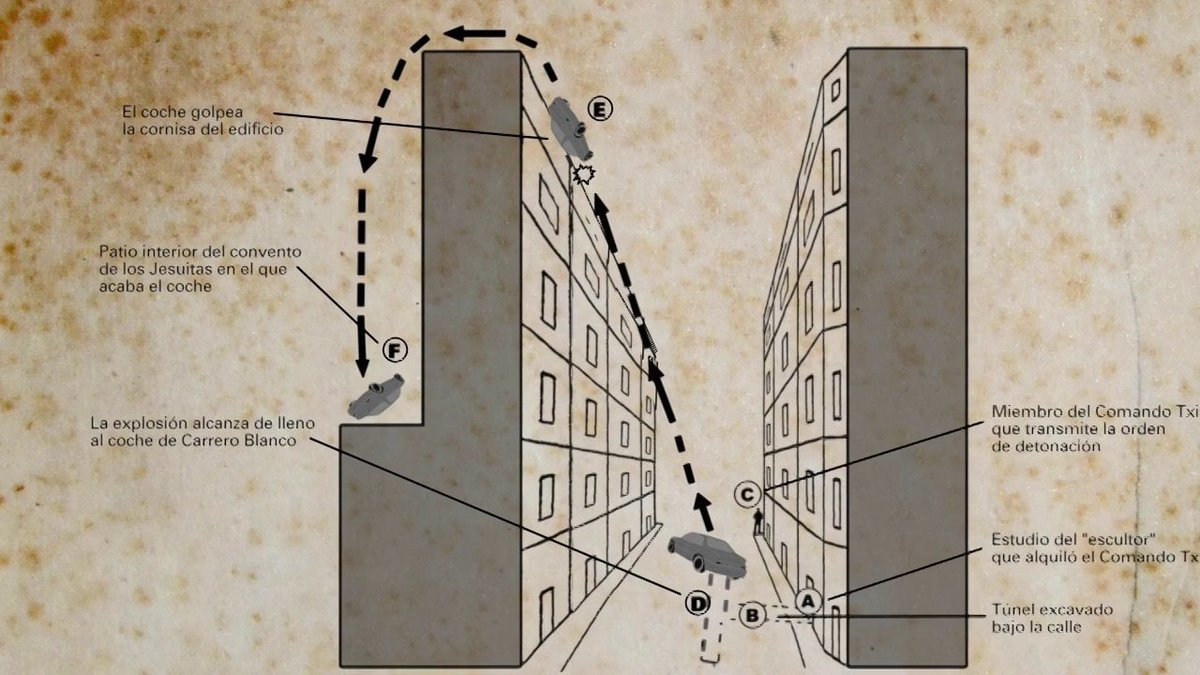 El coche golpea
la cornisa del edificio
E
Patio interior del convento
de los Jesuitas en el que
acaba el coche
F
La explosión alcanza de lleno
al coche de Carrero Blanco
Miembro del Comando Txi
que transmite la orden
de detonación
C
Estudio del "escultor"
que alquiló el Comando Tx
A
D
B
Túnel excavado
bajo la calle